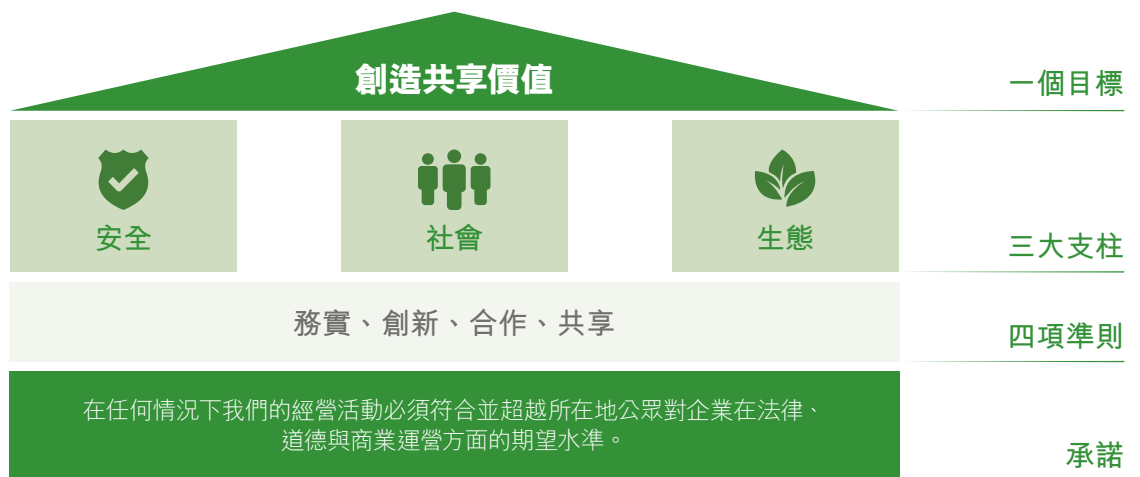 創造共享價值
一個目標
安全
社會
生態
三大支柱
務實、創新、合作、共享
四項準則
在任何情況下我們的經營活動必須符合並超越所在地公眾對企業在法律、
道德與商業運營方面的期望水準。
承諾